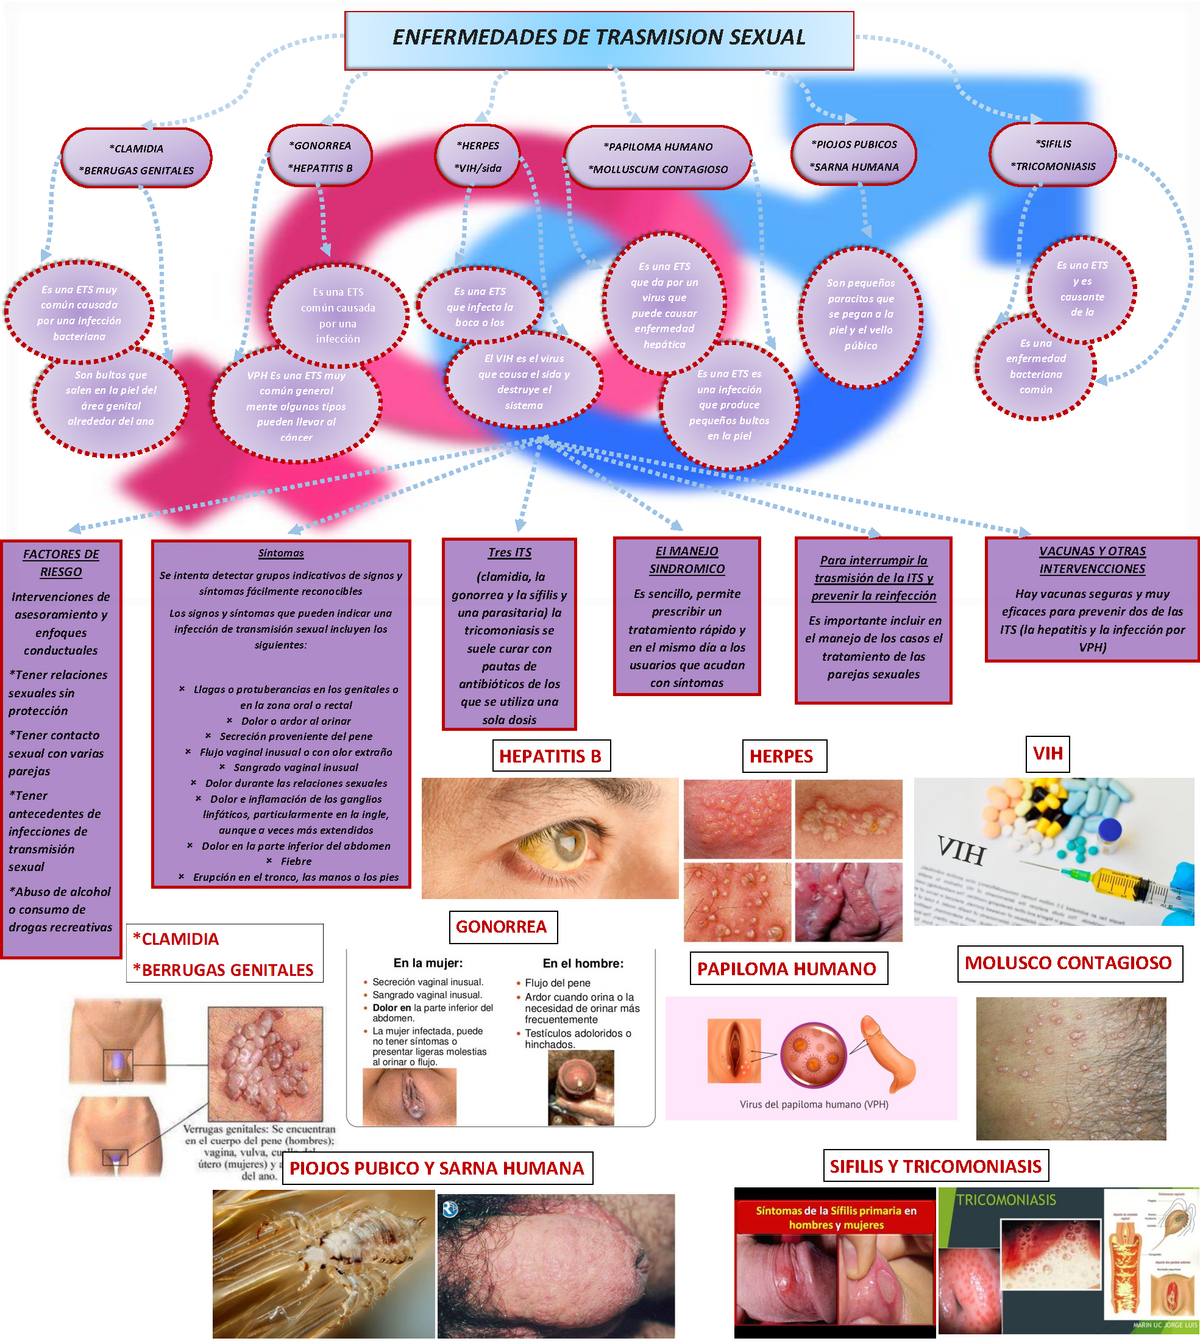 ENFERMEDADES DE TRASMISION SEXUAL
*CLAMIDIA
*BERRUGAS GENITALES
*GONORREA
*HEPATITIS B
*HERPES
*VIH/sida
*PAPILOMA HUMANO
*MOLLUSCUM CONTAGIOSO
*PIOJOS PUBICOS
*SARNA HUMANA
*SIFILIS
*TRICOMONIASIS
Es una ETS muy
común causada
por una infección
bacteriana
Son bultos que
salen en la piel del
área genital
alrededor del ano
Es una ETS
común causada
por una
infección
VPH Es una ETS muy
común general
mente algunos tipos
pueden llevar al
cáncer
Es una ETS
que infecta la
boca o los
El VIH es el virus
que causa el sida y
destruye el
sistema
Es una ETS
que da por un
virus que
puede causar
enfermedad
hepática
Es una ETS es
una infección
que produce
pequeños bultos
en la piel
Son pequeños
paracitos que
se pegan a la
piel y el vello
púbico
Es una ETS
y es
causante
de la
Es una
enfermedad
bacteriana
común
FACTORES DE
RIESGO
Intervenciones de
asesoramiento y
enfoques
conductuales
*Tener relaciones
sexuales sin
protección
*Tener contacto
sexual con varias
parejas
*Tener
antecedentes de
infecciones de
transmisión
sexual
*Abuso de alcohol
o consumo de
drogas recreativas
Síntomas
Se intenta detectar grupos indicativos de signos y
síntomas fácilmente reconocibles
Los signos y síntomas que pueden indicar una
infección de transmisión sexual incluyen los
siguientes:
× Llagas o protuberancias en los genitales o
en la zona oral o rectal
× Dolor o ardor al orinar
× Secreción proveniente del pene
× Flujo vaginal inusual o con olor extraño
× Sangrado vaginal inusual
× Dolor durante las relaciones sexuales
× Dolor e inflamación de los ganglios
linfáticos, particularmente en la ingle,
aunque a veces más extendidos
× Dolor en la parte inferior del abdomen
× Fiebre
× Erupción en el tronco, las manos o los pies
Tres ITS
(clamidia, la
gonorrea y la sífilis y
una parasitaria) la
tricomoniasis se
suele curar con
pautas de
antibióticos de los
que se utiliza una
sola dosis
El MANEJO
SINDROMICO
Es sencillo, permite
prescribir un
tratamiento rápido y
en el mismo día a los
usuarios que acudan
con síntomas
Para interrumpir la
trasmisión de la ITS y
prevenir la reinfección
Es importante incluir en
el manejo de los casos el
tratamiento de las
parejas sexuales
VACUNAS Y OTRAS
INTERVENCCIONES
Hay vacunas seguras y muy
eficaces para prevenir dos de las
ITS (la hepatitis y la infección por
VPH)
HEPATITIS B
HERPES
VIH
VIH
*CLAMIDIA
*BERRUGAS GENITALES
GONORREA
En la mujer:
• Secreción vaginal inusual.
• Sangrado vaginal inusual.
• Dolor en la parte inferior del
abdomen.
• La mujer infectada, puede
no tener síntomas o
presentar ligeras molestias
al orinar o flujo.
En el hombre:
• Flujo del pene
• Ardor cuando orina o la
necesidad de orinar más
frecuentemente
• Testículos adoloridos o
hinchados.
PAPILOMA HUMANO
Virus del papiloma humano (VPH)
MOLUSCO CONTAGIOSO
Verrugas genitales: Se encuentran
en el cuerpo del pene (hombres);
vagina, vulva,
útero (mujeres) y
del ano.
PIOJOS PUBICO Y SARNA HUMANA
SIFILIS Y TRICOMONIASIS
Síntomas de la Sífilis primaria en
hombres y mujeres
TRICOMONIASIS
MARIN UC JORGE LUIS